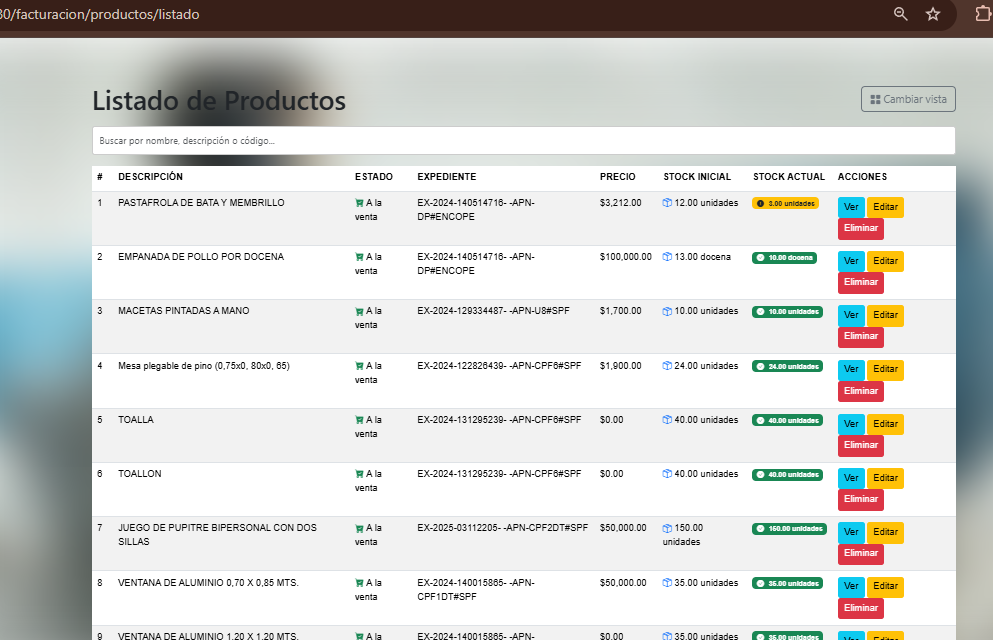 30/facturacion/productos/listado
Listado de Productos
Cambiar vista
Buscar por nombre, descripción o código...
# DESCRIPCIÓN ESTADO EXPEDIENTE PRECIO STOCK INICIAL STOCK ACTUAL ACCIONES
1 PASTAFROLA DE BATA Y MEMBRILLO A la EX-2024-140514716- -APN- $3,212.00 12.00 unidades 3.00 unidades Ver Editar
venta DP#ENCOPE Eliminar
2 EMPANADA DE POLLO POR DOCENA A la EX-2024-140514716- -APN- $100,000.00 13.00 docena 10.00 docena Ver Editar
venta DP#ENCOPE Eliminar
3 MACETAS PINTADAS A MANO A la EX-2024-129334487- -APN-U8#SPF $1,700.00 10.00 unidades 10.00 unidades Ver Editar
venta Eliminar
4 Mesa plegable de pino (0,75x0, 80x0, 65) A la EX-2024-122826439- -APN-CPF6#SPF $1,900.00 24.00 unidades 24.00 unidades Ver Editar
venta Eliminar
5 TOALLA A la EX-2024-131295239- -APN-CPF6#SPF $0.00 40.00 unidades 40.00 unidades Ver Editar
venta Eliminar
6 TOALLON A la EX-2024-131295239- -APN-CPF6#SPF $0.00 40.00 unidades 40.00 unidades Ver Editar
venta Eliminar
7 JUEGO DE PUPITRE BIPERSONAL CON DOS A la EX-2025-03112205- -APN-CPF2DT#SPF $50,000.00 150.00 150.00 unidades Ver Editar
SILLAS venta unidades Eliminar
8 VENTANA DE ALUMINIO 0,70 X 0,85 MTS. A la EX-2024-140015865- -APN- $50,000.00 35.00 unidades 35.00 unidades Ver Editar
venta CPF1DT#SPF Eliminar
9 VENTANA DE ALUMINIO 1,20 X 1,20 MTS. A la EX-2024-140015865- -APN- $0.00 35.00 unidades 35.00 unidades Ver Editar